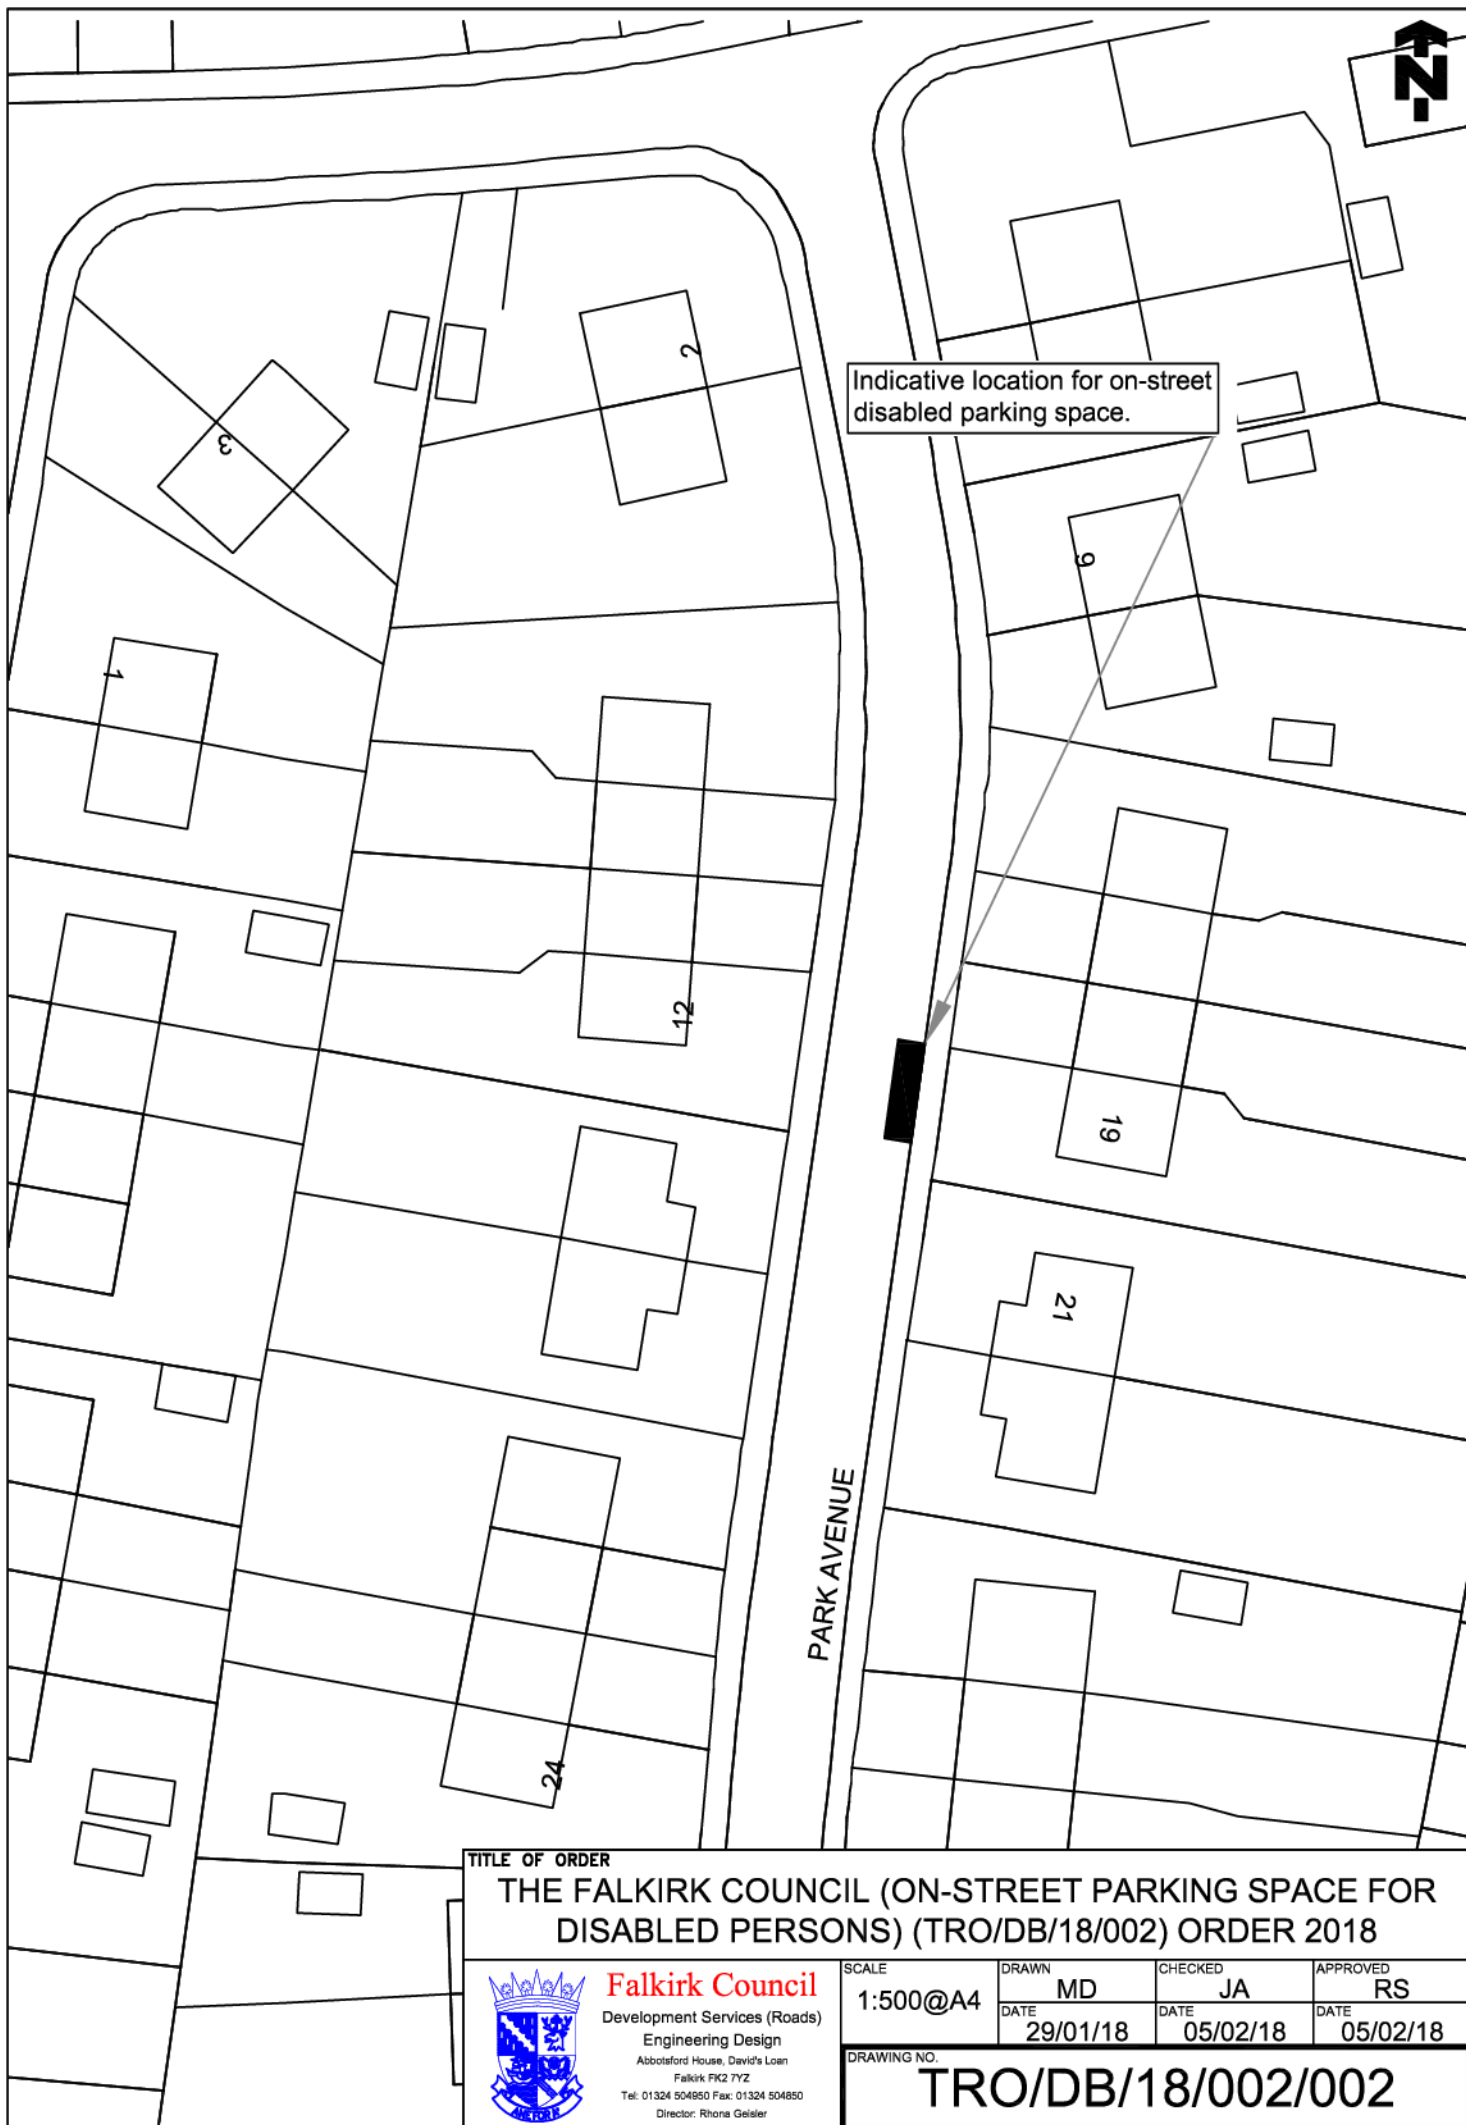 N
2
Indicative location for on-street
disabled parking space.
3
9
1
12
19
21
PARK AVENUE
24
TITLE OF ORDER
THE FALKIRK COUNCIL (ON-STREET PARKING SPACE FOR
DISABLED PERSONS) (TRO/DB/18/002) ORDER 2018
Falkirk Council
Development Services (Roads)
Engineering Design
Abbotsford House, David's Loan
Falkirk FK2 7YZ
Tel: 01324 504950 Fax: 01324 504850
Director: Rhona Geisler
ANE FOR A'
SCALE
1:500@A4
DRAWN
MD
DATE
29/01/18
CHECKED
JA
DATE
05/02/18
APPROVED
RS
DATE
05/02/18
DRAWING NO.
TRO/DB/18/002/002